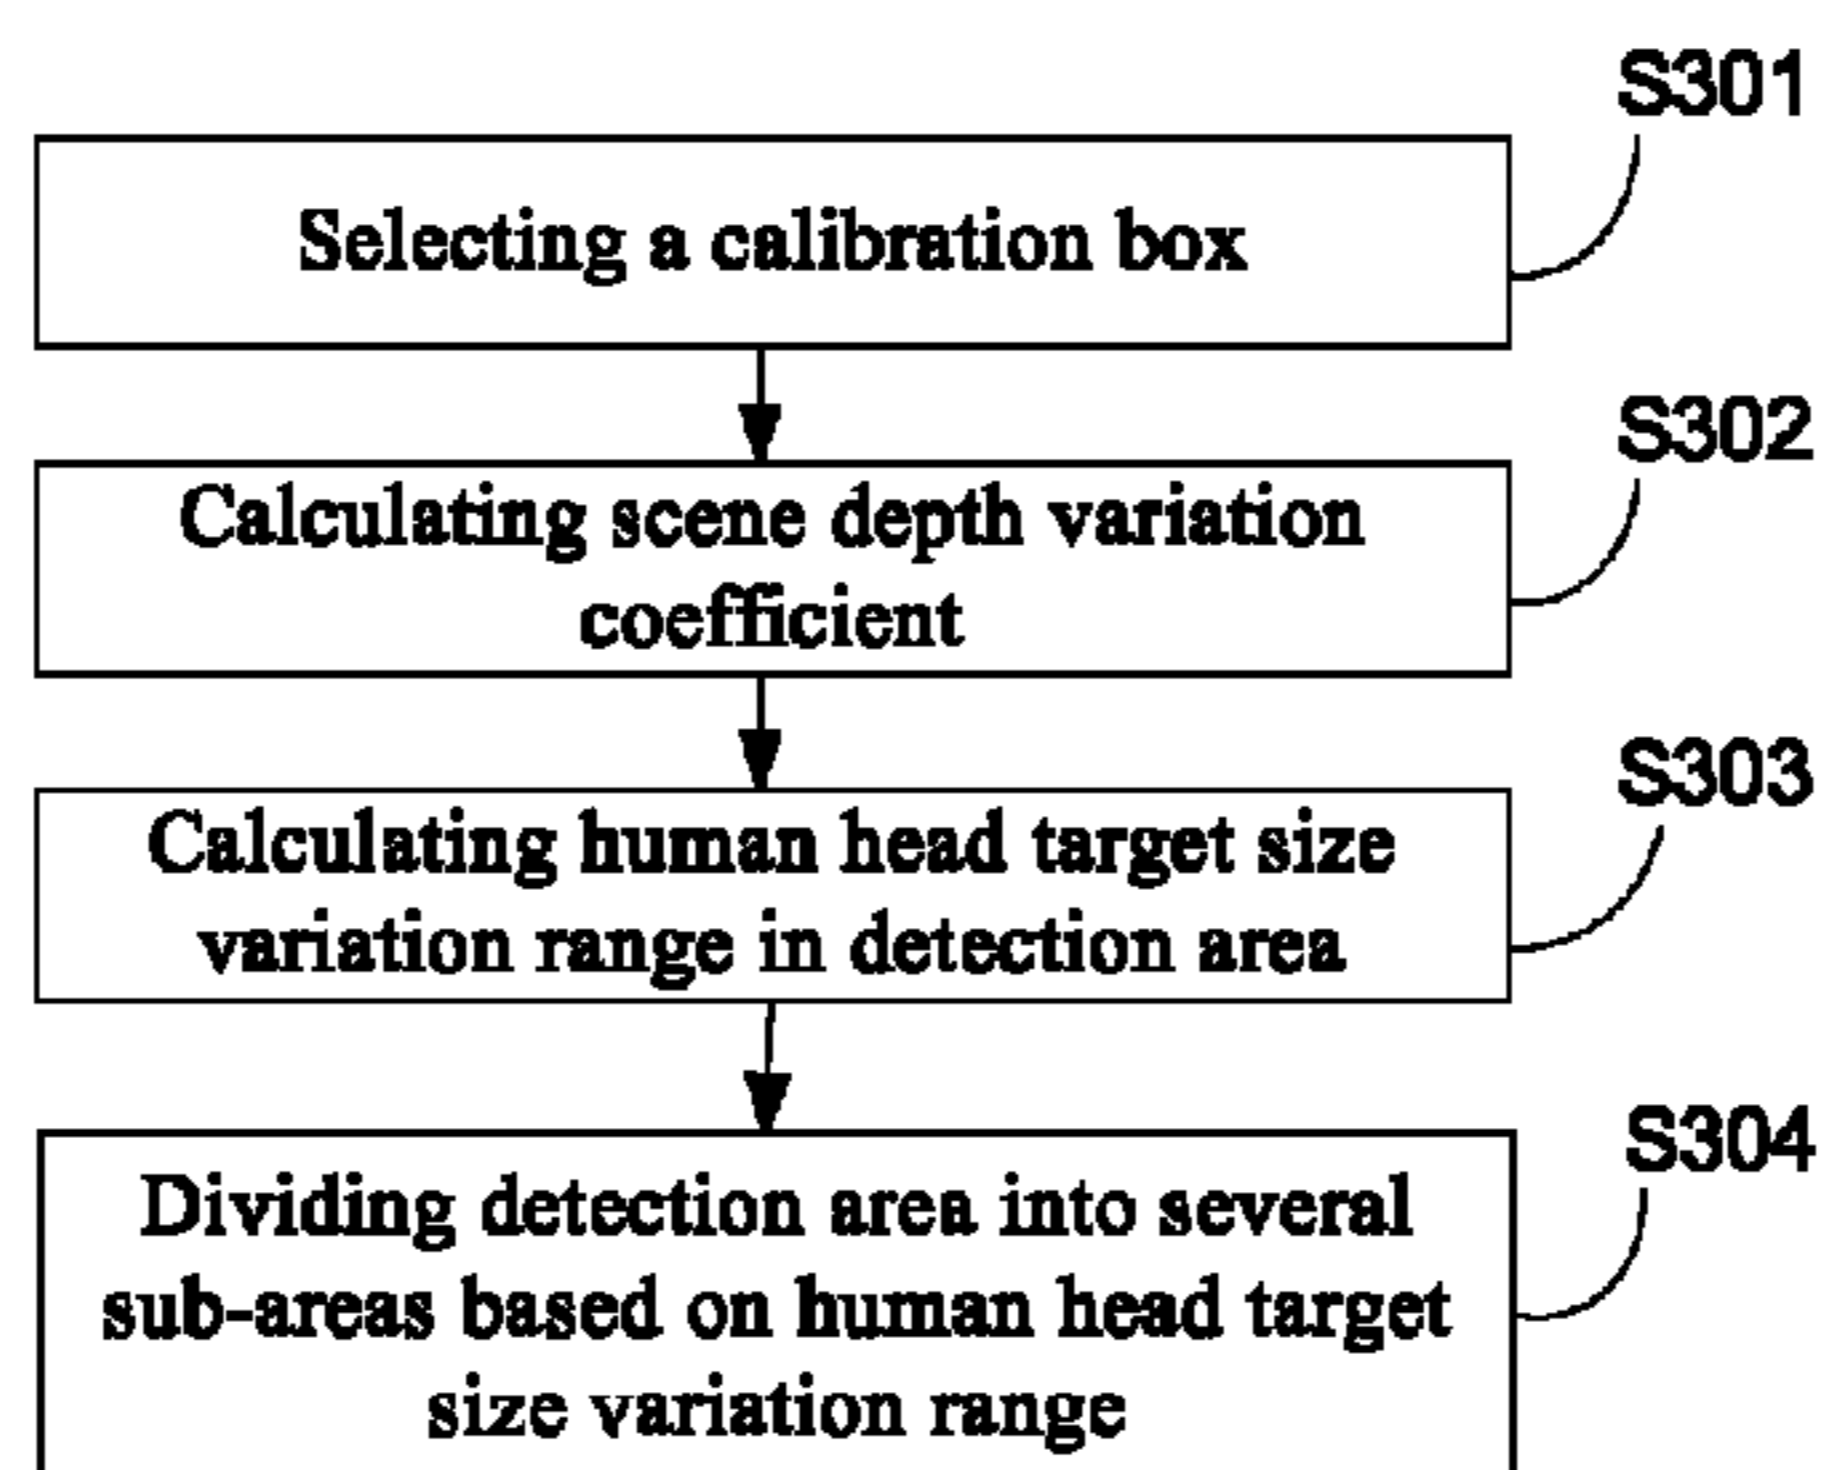 S301
Selecting a calibration box
S302
Calculating scene depth variation
coefficient
S303
Calculating human head target size
variation range in detection area
S304
Dividing detection area into several
sub-areas based on human head target
size variation range